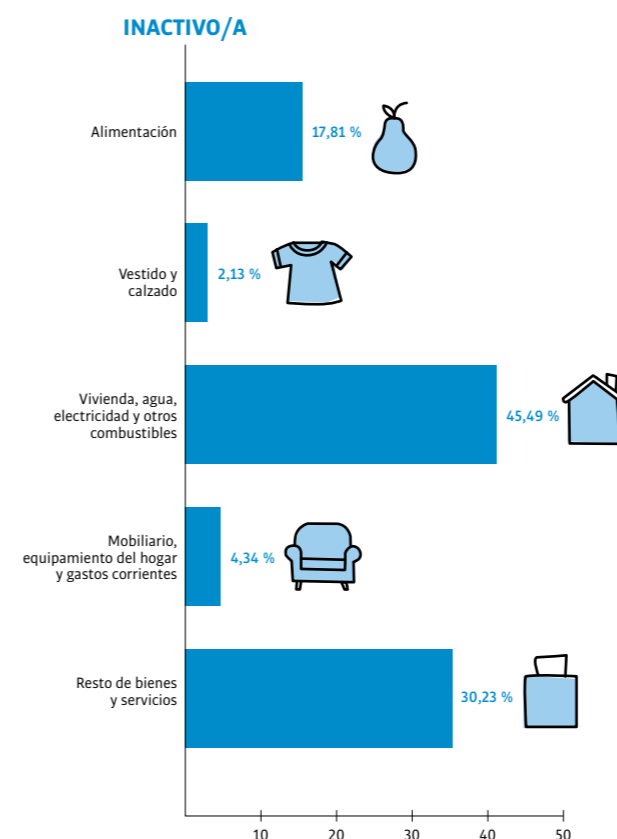 INACTIVO/A
Alimentación
17,81 %
Vestido y
calzado
2,13 %
Vivienda, agua,
electricidad y otros
combustibles
45,49 %
Mobiliario,
equipamiento del hogar
y gastos corrientes
4,34 %
Resto de bienes
y servicios
30,23 %
10 20 30 40 50